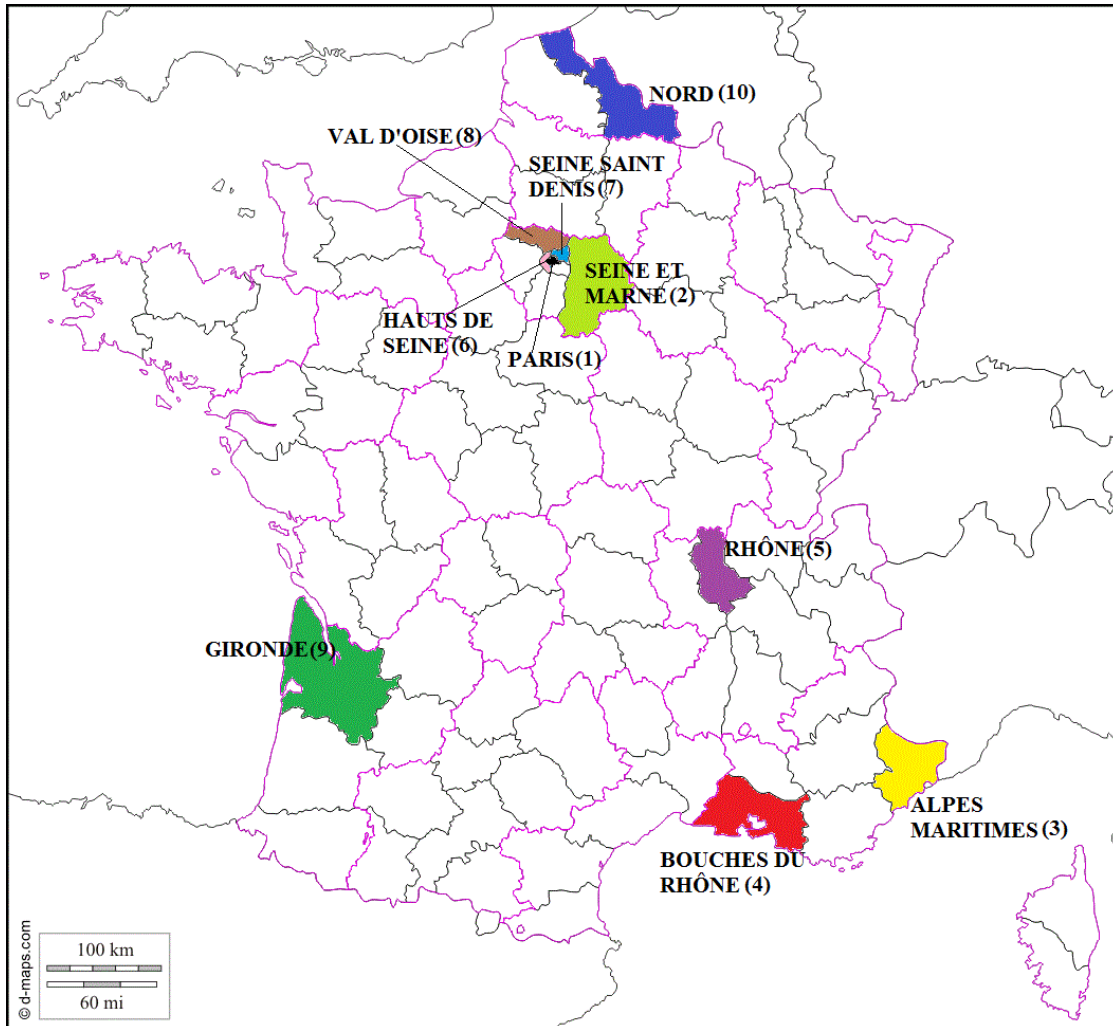 NORD (10)
VAL D'OISE (8)
SEINE SAINT
DENIS (7)
SEINE ET
MARNE (2)
HAUTS DE
SEINE (6)
PARIS (1)
RHÔNE (5)
GIRONDE (9)
ALPES
MARITIMES (3)
BOUCHES DU
RHÔNE (4)
100 km
60 mi
© d-maps.com